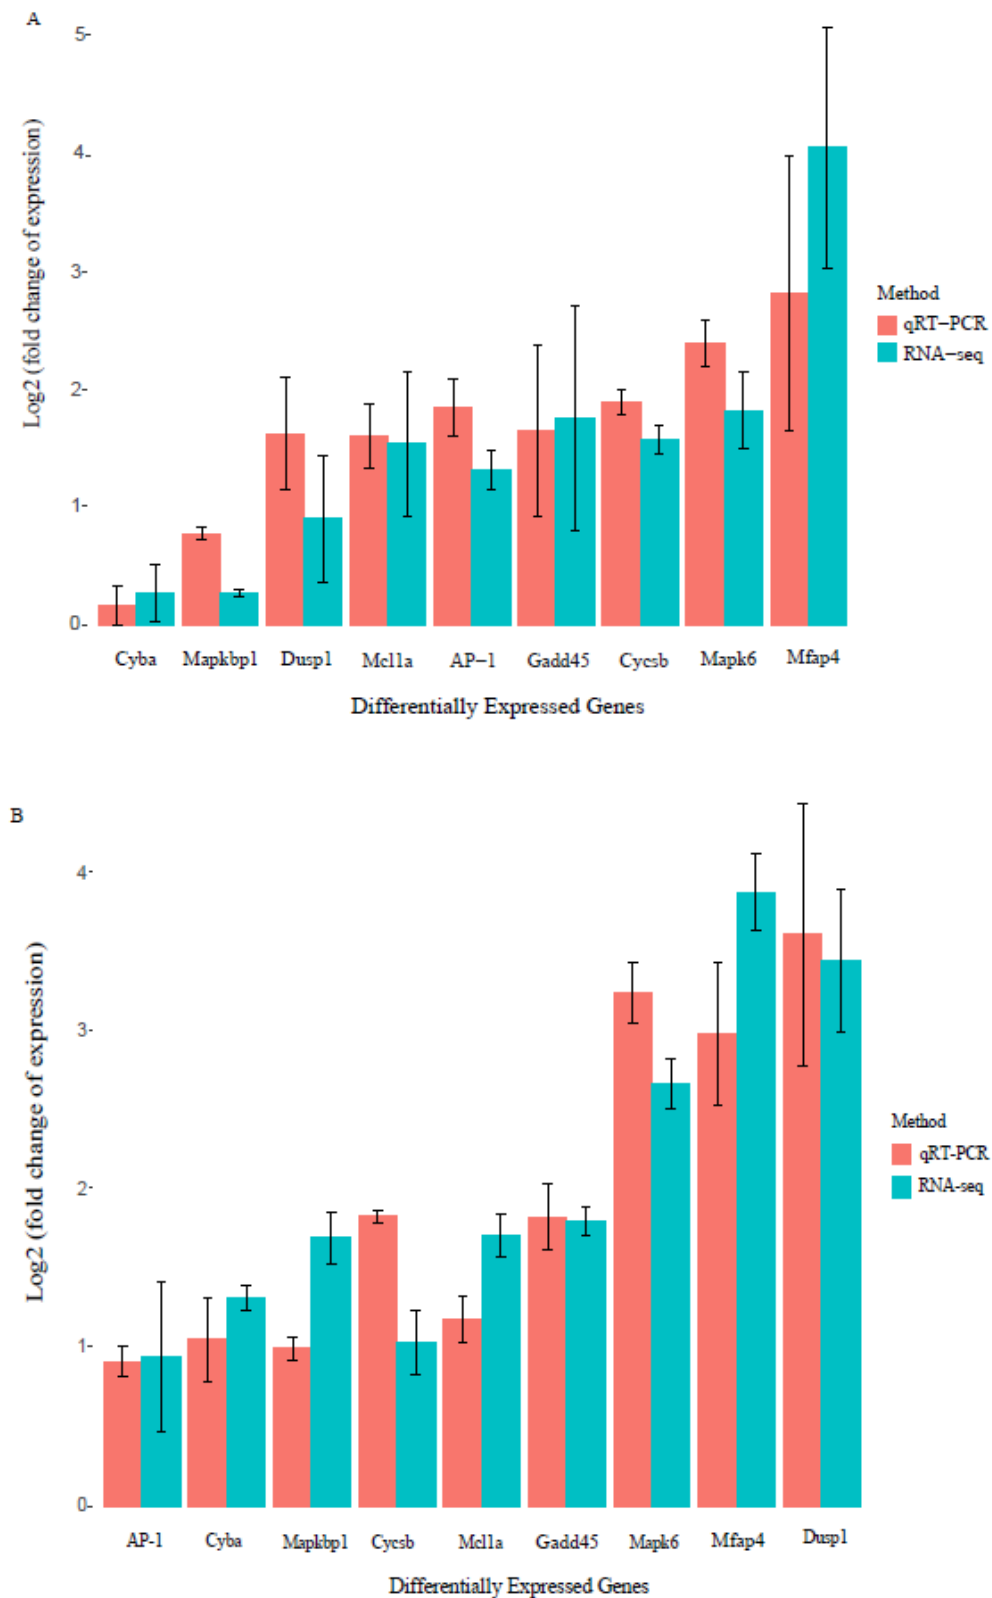 A
5-
4-
3-
2-
1-
0-
Log2 (fold change of expression)
Cyba Mapkbp1 Dusp1 Mcl1a AP−1 Gadd45 Cycsb Mapk6 Mfap4
Differentially Expressed Genes
Method
qRT−PCR
RNA−seq
B
4-
3-
2-
1-
0-
Log2 (fold change of expression)
AP-1 Cyba Mapkbp1 Cycsb Mcl1a Gadd45 Mapk6 Mfap4 Dusp1
Differentially Expressed Genes
Method
qRT-PCR
RNA-seq